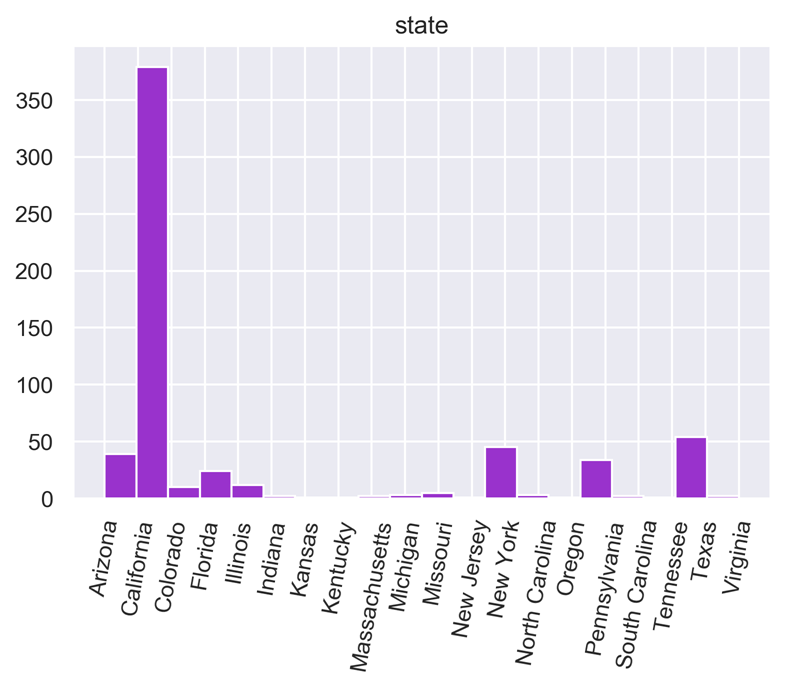 state
350
300
250
200
150
100
50
0
Arizona
California
Colorado
Florida
Illinois
Indiana
Kansas
Kentucky
Massachusetts
Michigan
Missouri
New Jersey
New York
North Carolina
Oregon
Pennsylvania
South Carolina
Tennessee
Texas
Virginia